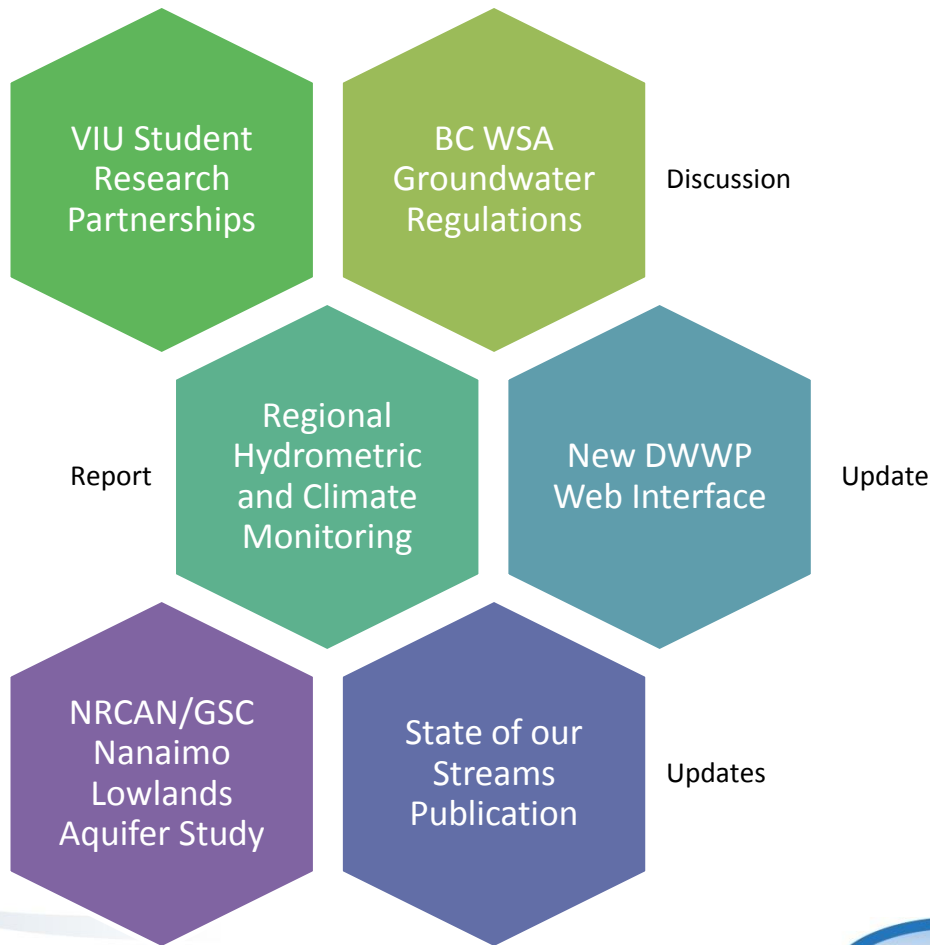 VIU Student
Research
Partnerships
BC WSA
Groundwater
Regulations
Discussion
Report
Regional
Hydrometric
and Climate
Monitoring
New DWWP
Web Interface
Update
NRCAN/GSC
Nanaimo
Lowlands
Aquifer Study
State of our
Streams
Publication
Updates